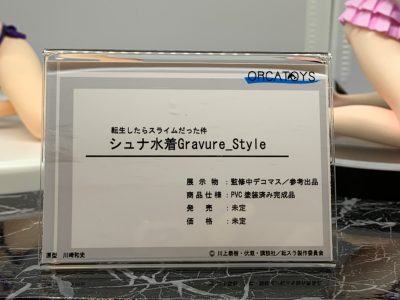 ORCATOYS
転生したらスライムだった件
シュナ水着Gravure_Style
展示物:監修中デコマス/参考出品
商品仕様:PVC塗装済み完成品
発売:未定
価格:未定
原型 川崎和史
© 川上泰樹・伏瀬・講談社/転スラ製作委員会